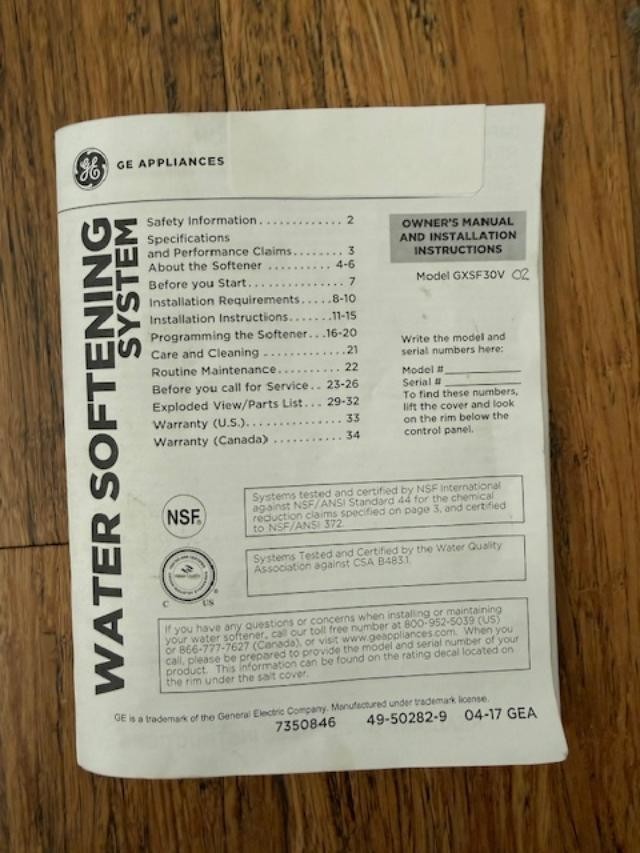 GE APPLIANCES
WATER SOFTENING
SYSTEM
Safety Information . . . . . . . . . . . . 2
Specifications
and Performance Claims. . . . . . . . 3
About the Softener . . . . . . . . . . 4-6
Before you Start. . . . . . . . . . . . . . . 7
Installation Requirements. . . . . 8-10
Installation Instructions. . . . . . . 11-15
Programming the Softener. . . 16-20
Care and Cleaning . . . . . . . . . . . . 21
Routine Maintenance. . . . . . . . . . 22
Before you call for Service. . 23-26
Exploded View/Parts List. . . 29-32
Warranty (U.S.). . . . . . . . . . . . . . . 33
Warranty (Canada) . . . . . . . . . . 34
OWNER'S MANUAL
AND INSTALLATION
INSTRUCTIONS
Model GXSF30V 02
Write the model and
serial numbers here:
Model # ____________
Serial # ____________
To find these numbers,
lift the cover and look
on the rim below the
control panel.
NSF®
Systems tested and certified by NSF International
against NSF/ANSI Standard 44 for the chemical
reduction claims specified on page 3, and certified
to NSF/ANSI 372.
C US
Systems Tested and Certified by the Water Quality
Association against CSA B483.1.
If you have any questions or concerns when installing or maintaining
your water softener, call our toll free number at 800-952-5039 (US)
or 866-777-7627 (Canada), or visit www.geappliances.com. When you
call, please be prepared to provide the model and serial number of your
product. This information can be found on the rating decal located on
the rim under the salt cover.
GE is a trademark of the General Electric Company. Manufactured under trademark license.
7350846 49-50282-9 04-17 GEA